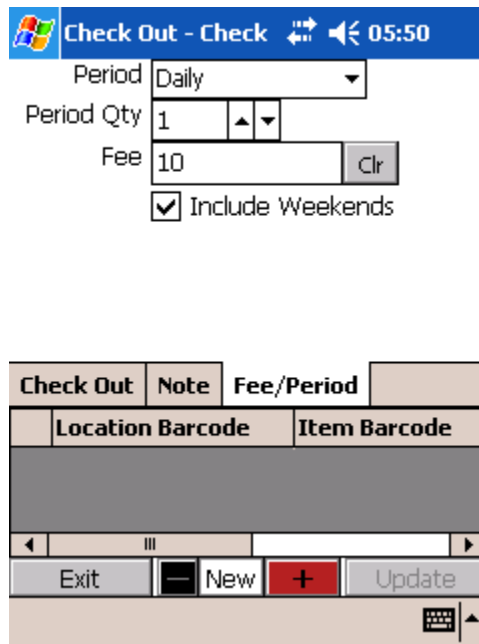 Check Out - Check 05:50
Period Daily
Period Qty 1
Fee 10 Clr
Include Weekends
Check Out Note Fee/Period
Location Barcode Item Barcode
Exit − New + Update